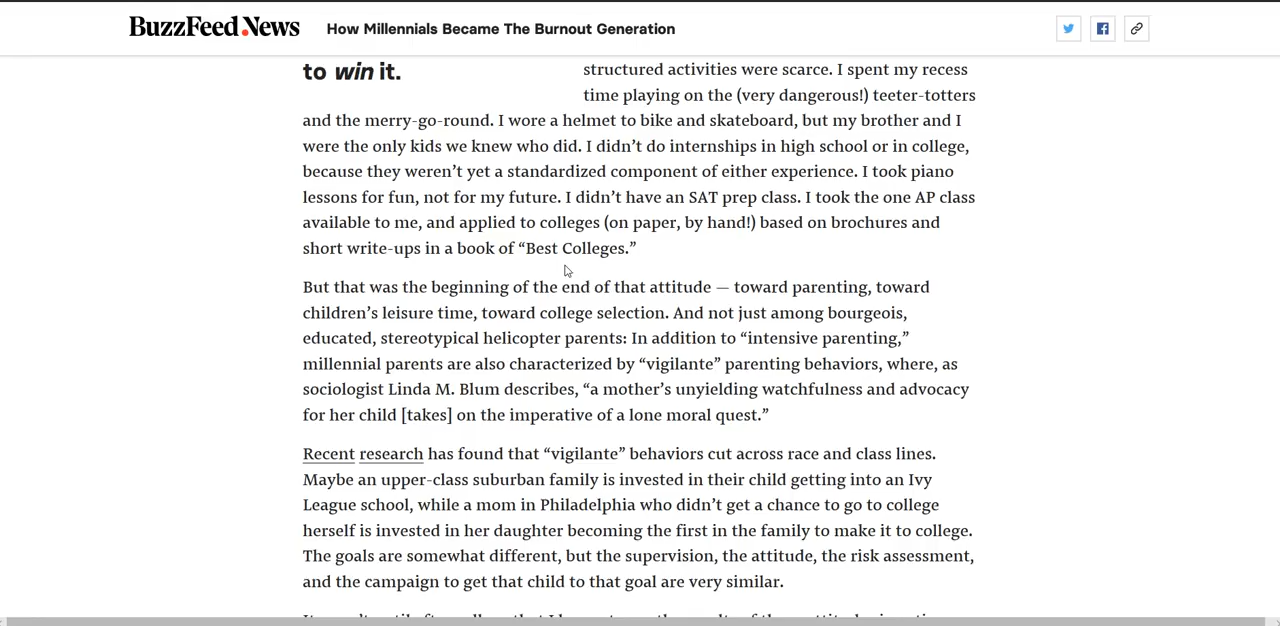 BuzzFeed News
How Millennials Became The Burnout Generation
to win it.
structured activities were scarce. I spent my recess
time playing on the (very dangerous!) teeter-totters
and the merry-go-round. I wore a helmet to bike and skateboard, but my brother and I
were the only kids we knew who did. I didn’t do internships in high school or in college,
because they weren’t yet a standardized component of either experience. I took piano
lessons for fun, not for my future. I didn’t have an SAT prep class. I took the one AP class
available to me, and applied to colleges (on paper, by hand!) based on brochures and
short write-ups in a book of “Best Colleges.”
But that was the beginning of the end of that attitude — toward parenting, toward
children’s leisure time, toward college selection. And not just among bourgeois,
educated, stereotypical helicopter parents: In addition to “intensive parenting,”
millennial parents are also characterized by “vigilante” parenting behaviors, where, as
sociologist Linda M. Blum describes, “a mother’s unyielding watchfulness and advocacy
for her child [takes] on the imperative of a lone moral quest.”
Recent research has found that “vigilante” behaviors cut across race and class lines.
Maybe an upper-class suburban family is invested in their child getting into an Ivy
League school, while a mom in Philadelphia who didn’t get a chance to go to college
herself is invested in her daughter becoming the first in the family to make it to college.
The goals are somewhat different, but the supervision, the attitude, the risk assessment,
and the campaign to get that child to that goal are very similar.